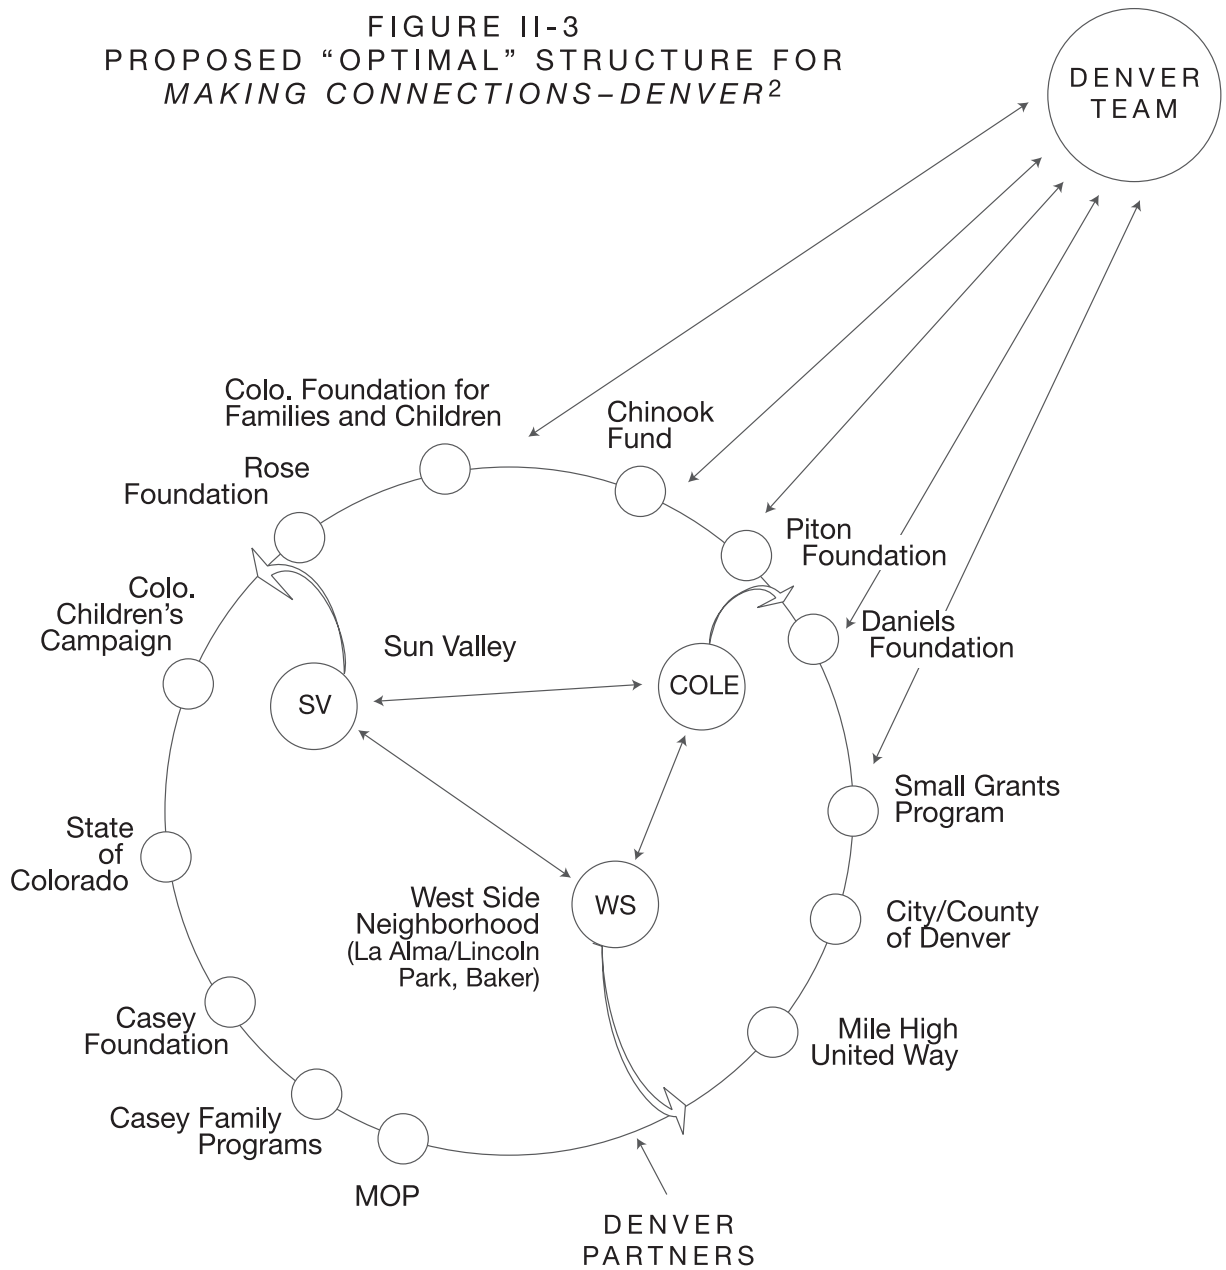 FIGURE II-3
PROPOSED “OPTIMAL” STRUCTURE FOR
MAKING CONNECTIONS–DENVER²
DENVER
TEAM
Colo. Foundation for
Families and Children
Chinook
Fund
Rose
Foundation
Piton
Foundation
Colo.
Children’s
Campaign
Daniels
Foundation
Sun Valley
SV
COLE
Small Grants
Program
State
of
Colorado
West Side
Neighborhood
(La Alma/Lincoln
Park, Baker)
WS
City/County
of Denver
Casey
Foundation
Mile High
United Way
Casey Family
Programs
MOP
DENVER
PARTNERS